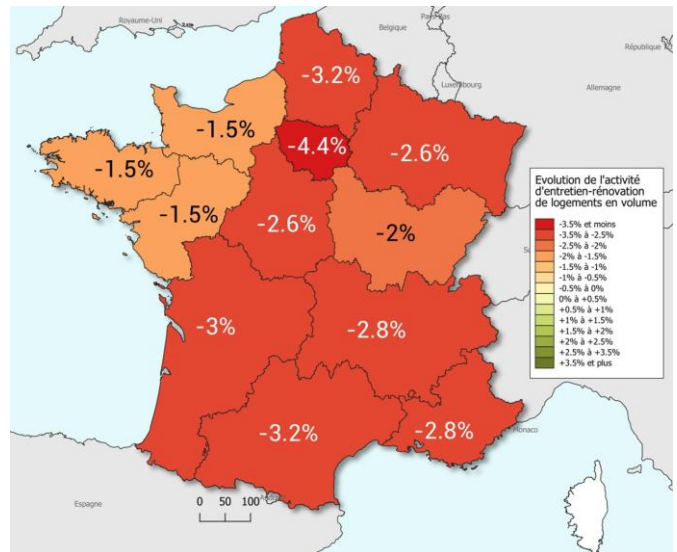 Royaume-Uni
Belgique
Pays-Bas
République
Luxembourg
Allemagne
-3.2%
-1.5%
-4.4%
-1.5%
-2.6%
-1.5%
-2.6%
-2%
-3%
-2.8%
-3.2%
-2.8%
Monaco
Espagne
0 50 100
Evolution de l'activité
d'entretien-rénovation
de logements en volume
-3.5% et moins
-3.5% à -2.5%
-2.5% à -2%
-2% à -1.5%
-1.5% à -1%
-1% à -0.5%
-0.5% à 0%
0% à +0.5%
+0.5% à +1%
+1% à +1.5%
+1.5% à +2%
+2% à +2.5%
+2.5% à +3.5%
+3.5% et plus